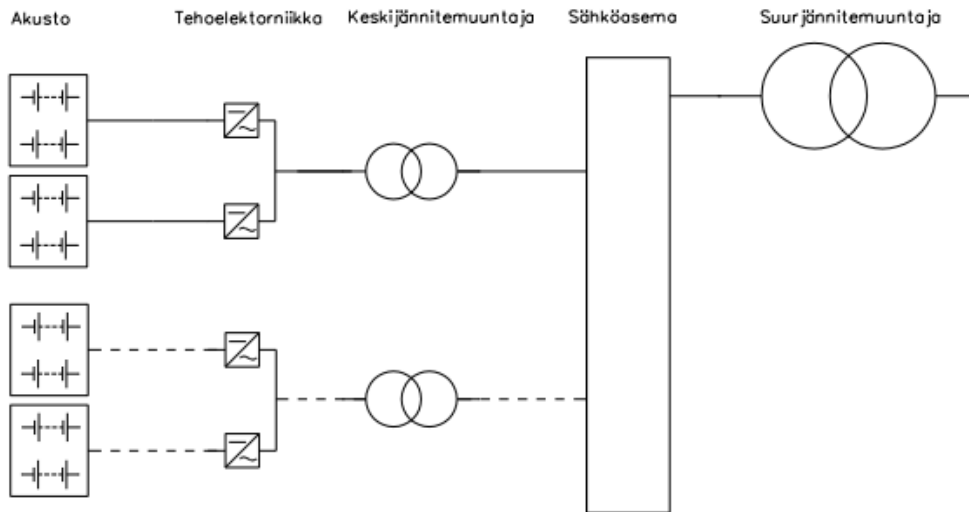 Akusto
Tehoelektorniikka
Keskijännitemuuntaja
Sähköasema
Suurjännitemuuntaja